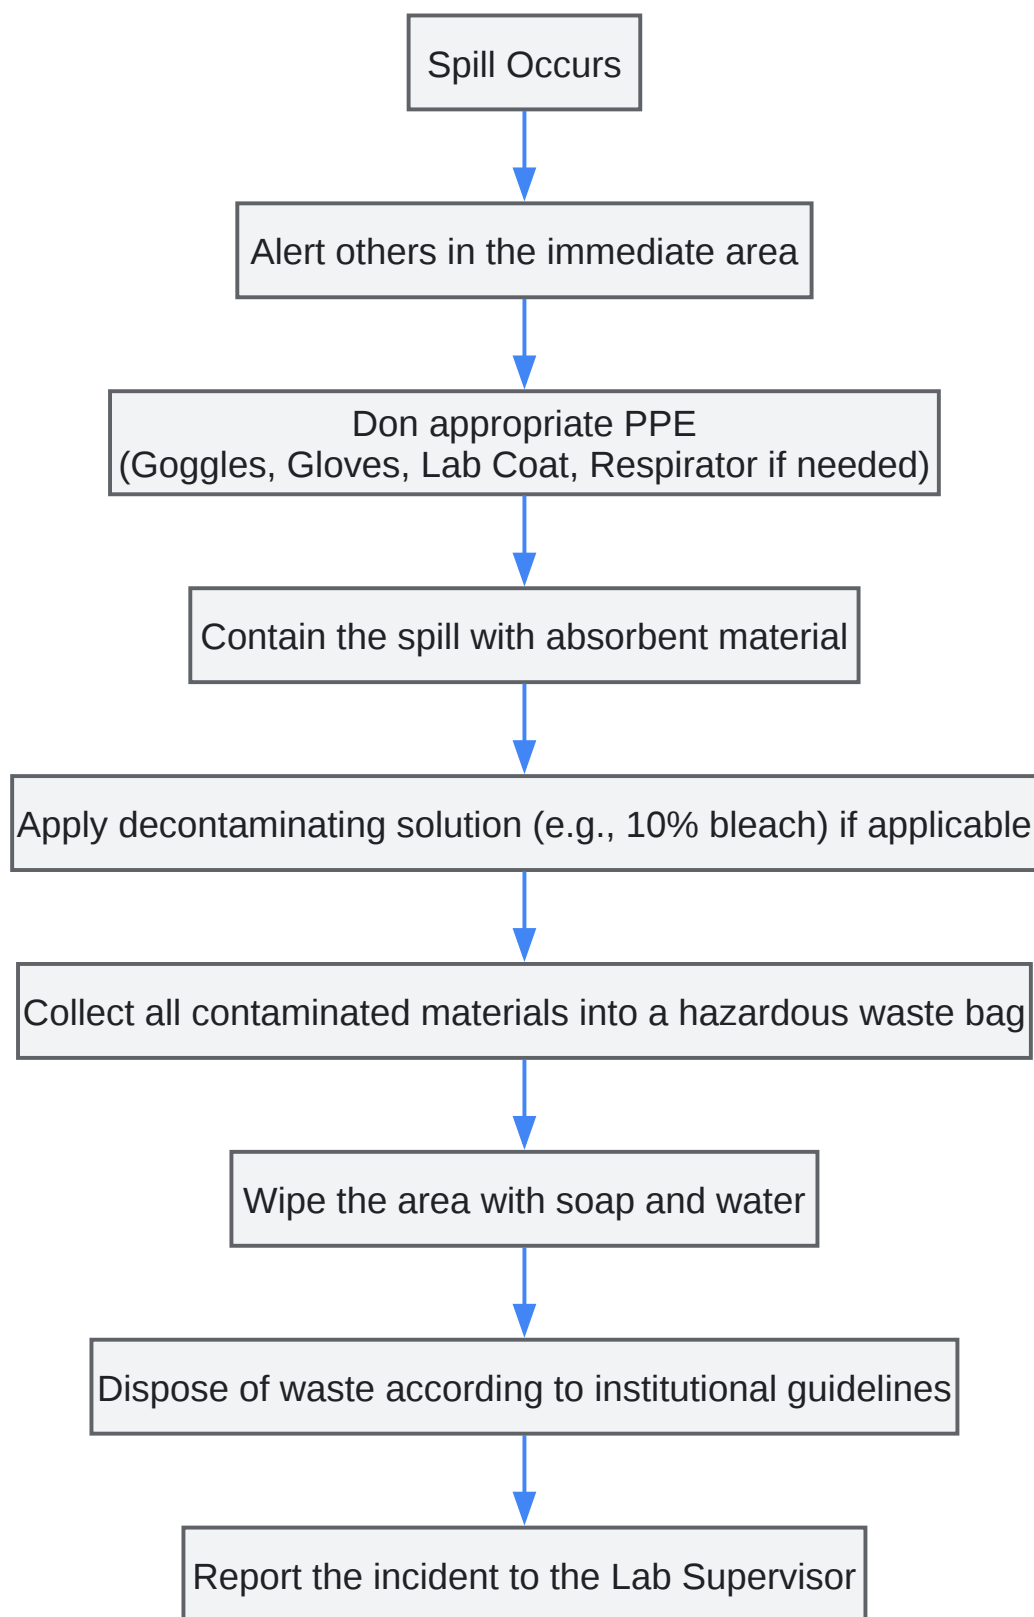 Spill Occurs
Alert others in the immediate area
Don appropriate PPE
(Goggles, Gloves, Lab Coat, Respirator if needed)
Contain the spill with absorbent material
Apply decontaminating solution (e.g., 10% bleach) if applicable
Collect all contaminated materials into a hazardous waste bag
Wipe the area with soap and water
Dispose of waste according to institutional guidelines
Report the incident to the Lab Supervisor